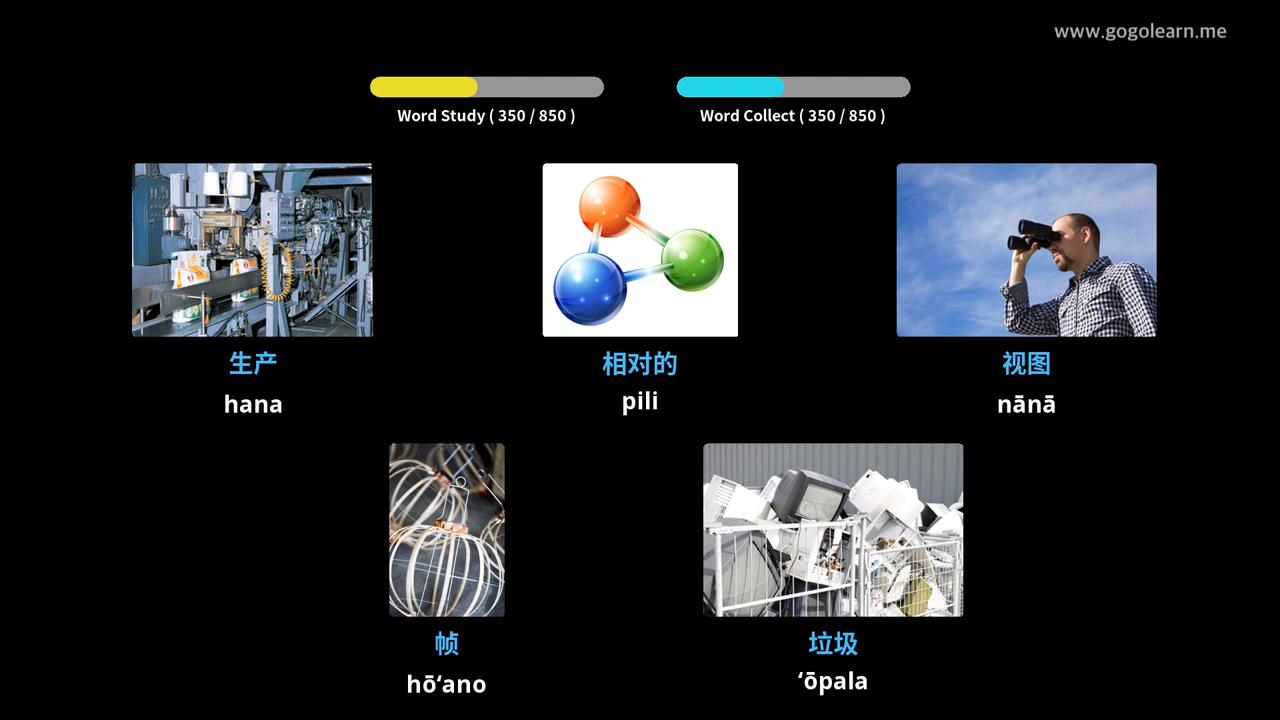 www.gogolearn.me
Word Study ( 350 / 850 )
Word Collect ( 350 / 850 )
生产
hana
相对的
pili
视图
nānā
帧
hōʻano
垃圾
ʻōpala